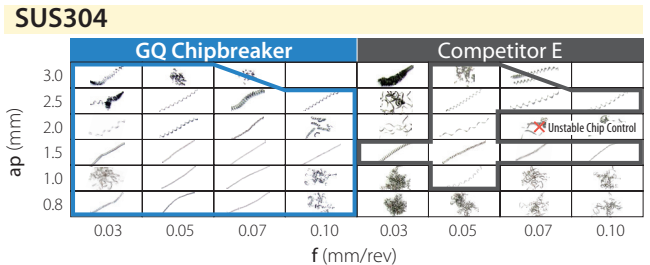 SUS304
GQ Chipbreaker Competitor E
3.0
2.5
2.0 Unstable Chip Control
1.5
1.0
0.8
ap (mm)
0.03 0.05 0.07 0.10 0.03 0.05 0.07 0.10
f (mm/rev)